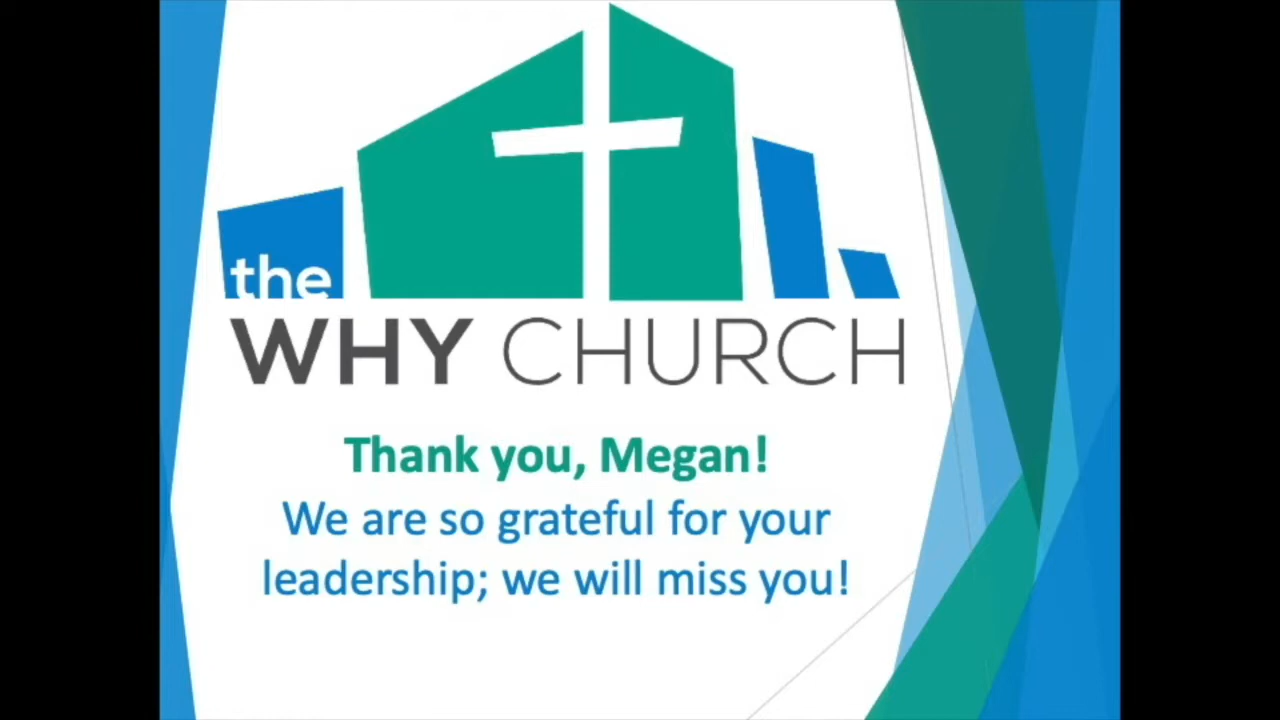 the
WHY CHURCH
Thank you, Megan!
We are so grateful for your
leadership; we will miss you!